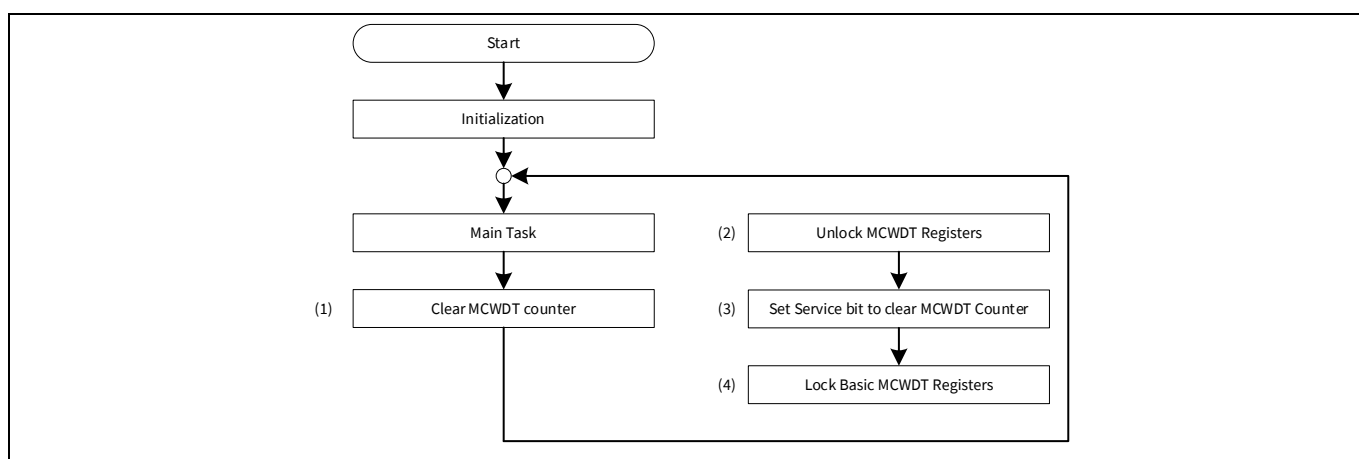 Start
Initialization
Main Task
(1) Clear MCWDT counter
(2) Unlock MCWDT Registers
(3) Set Service bit to clear MCWDT Counter
(4) Lock Basic MCWDT Registers